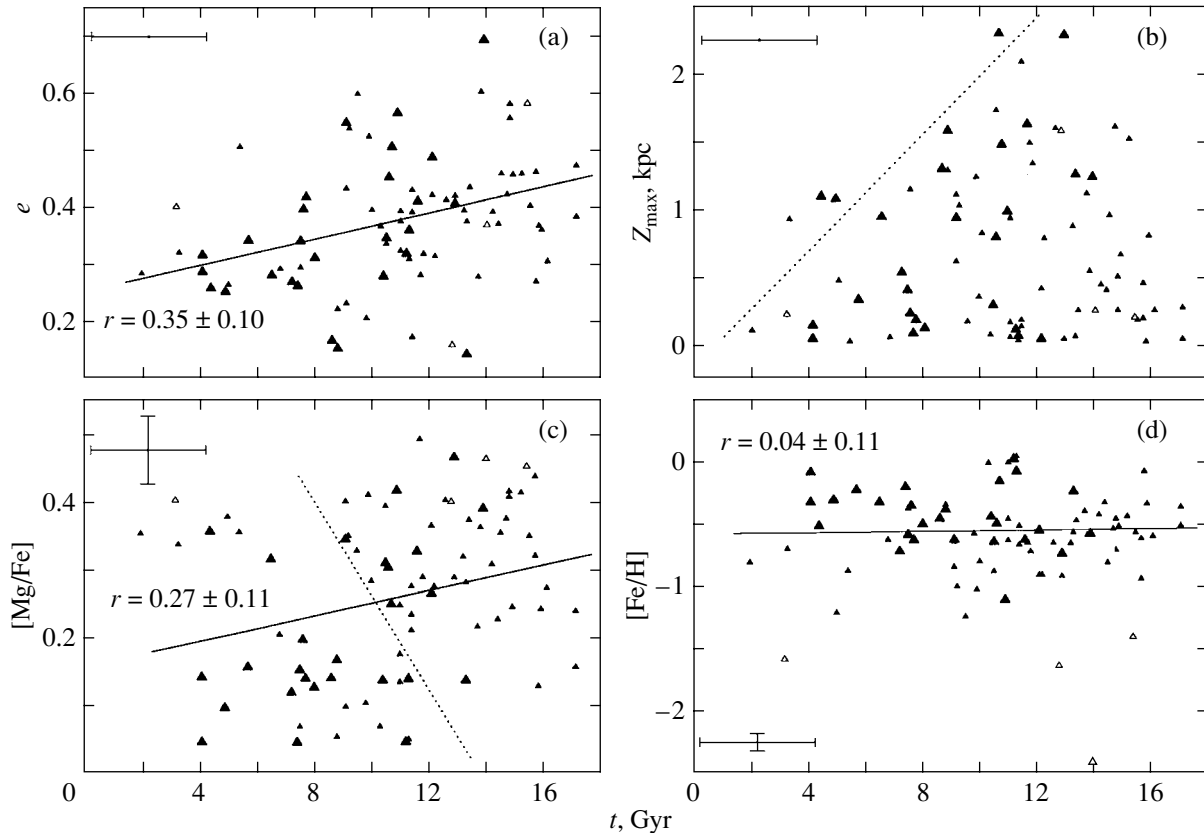 (a)
(b)
0.6
0.4
0.2
e
r = 0.35 ± 0.10
2
1
0
Zmax, kpc
(c)
(d)
0.4
0.2
[Mg/Fe]
r = 0.27 ± 0.11
r = 0.04 ± 0.11
0
−1
−2
[Fe/H]
0 4 8 12 16 0 4 8 12 16
t, Gyr